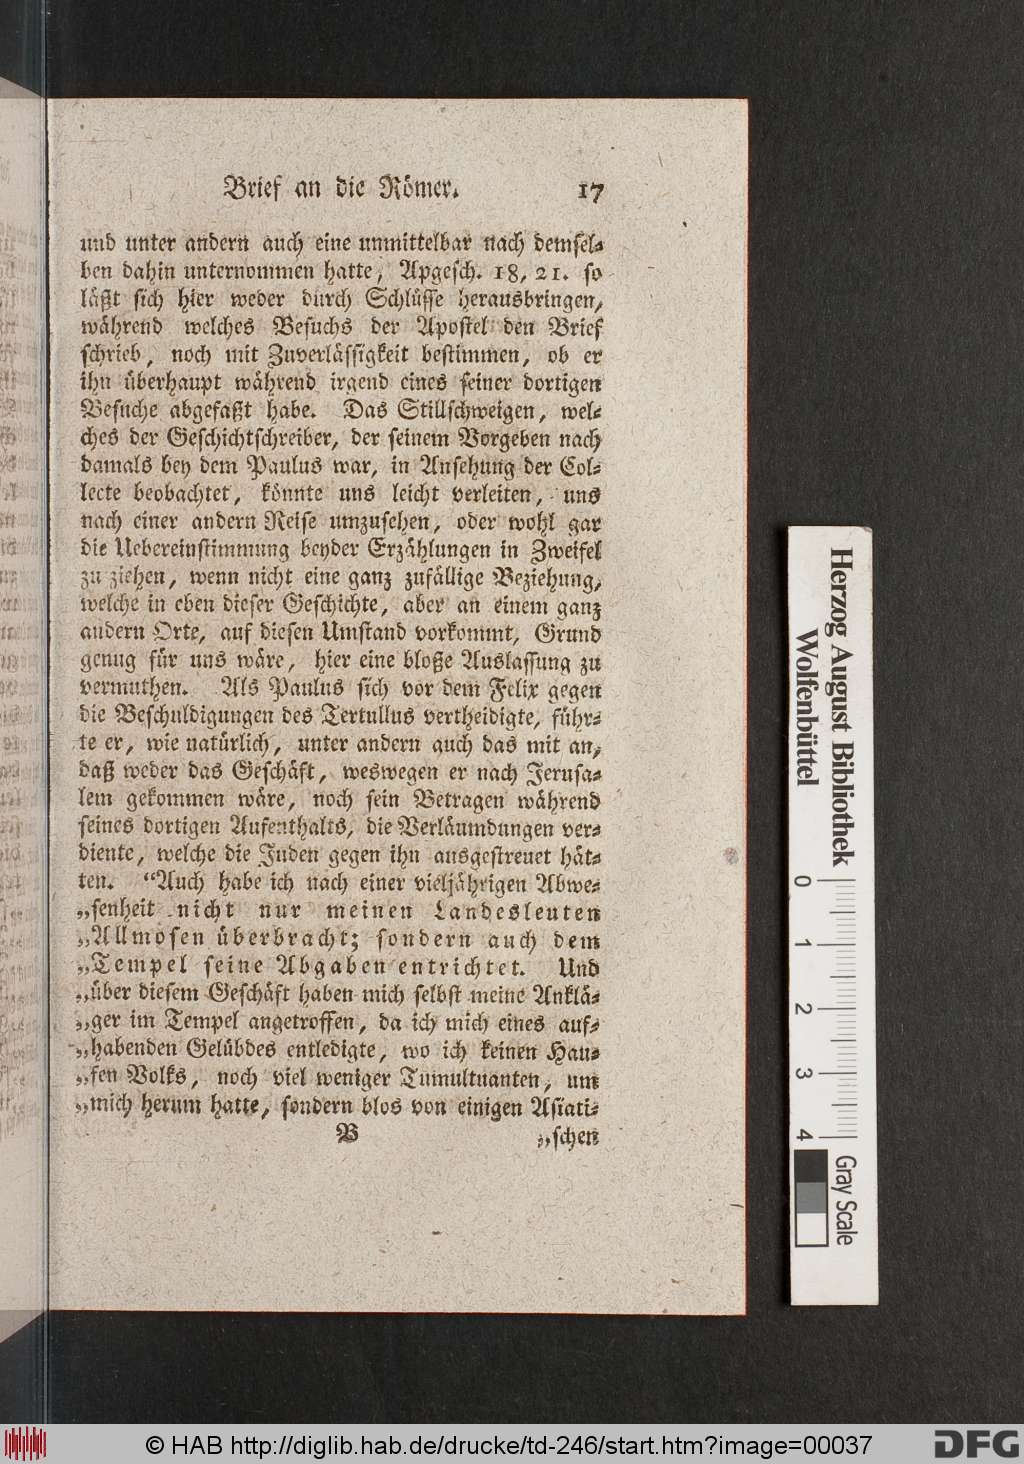 Brief an die Römer. 17
und unter andern auch eine unmittelbar nach demsel-
ben dahin unternommen hatte, Apgesch. 18, 21. so
läßt sich hier weder durch Schlüsse herausbringen,
während welches Besuchs der Apostel den Brief
schrieb, noch mit Zuverlässigkeit bestimmen, ob er
ihn überhaupt während irgend eines seiner dortigen
Besuche abgefaßt habe. Das Stillschweigen, wel-
ches der Geschichtschreiber, der seinem Vorgeben nach
damals bey dem Paulus war, in Ansehung der Col-
lecte beobachtet, könnte uns leicht verleiten, uns
nach einer andern Reise umzusehen, oder wohl gar
die Uebereinstimmung beyder Erzählungen in Zweifel
zu ziehen, wenn nicht eine ganz zufällige Beziehung,
welche in eben dieser Geschichte, aber an einem ganz
andern Orte, auf diesen Umstand vorkommt, Grund
genug für uns wäre, hier eine bloße Auslassung zu
vermuthen. Als Paulus sich vor dem Felix gegen
die Beschuldigungen des Tertullus vertheidigte, führ-
te er, wie natürlich, unter andern auch das mit an,
daß weder das Geschäft, weswegen er nach Jerusa-
lem gekommen wäre, noch sein Betragen während
seines dortigen Aufenthalts, die Verläumdungen ver-
diente, welche die Juden gegen ihn ausgestreuet hät-
ten. “Auch habe ich nach einer vieljährigen Abwe-
„senheit nicht nur meinen Landesleuten
„Allmosen überbracht; sondern auch dem
„Tempel seine Abgaben entrichtet. Und
„über diesem Geschäft haben mich selbst meine Anklä-
„ger im Tempel angetroffen, da ich mich eines auf-
„habenden Gelübdes entledigte, wo ich keinen Hau-
„fen Volks, noch viel weniger Tumultuanten, um
„mich herum hatte, sondern blos von einigen Asiati-
B „schen
Herzog August Bibliothek
Wolfenbüttel
0 1 2 3 4
Gray Scale
© HAB http://diglib.hab.de/drucke/td-246/start.htm?image=00037
DFG